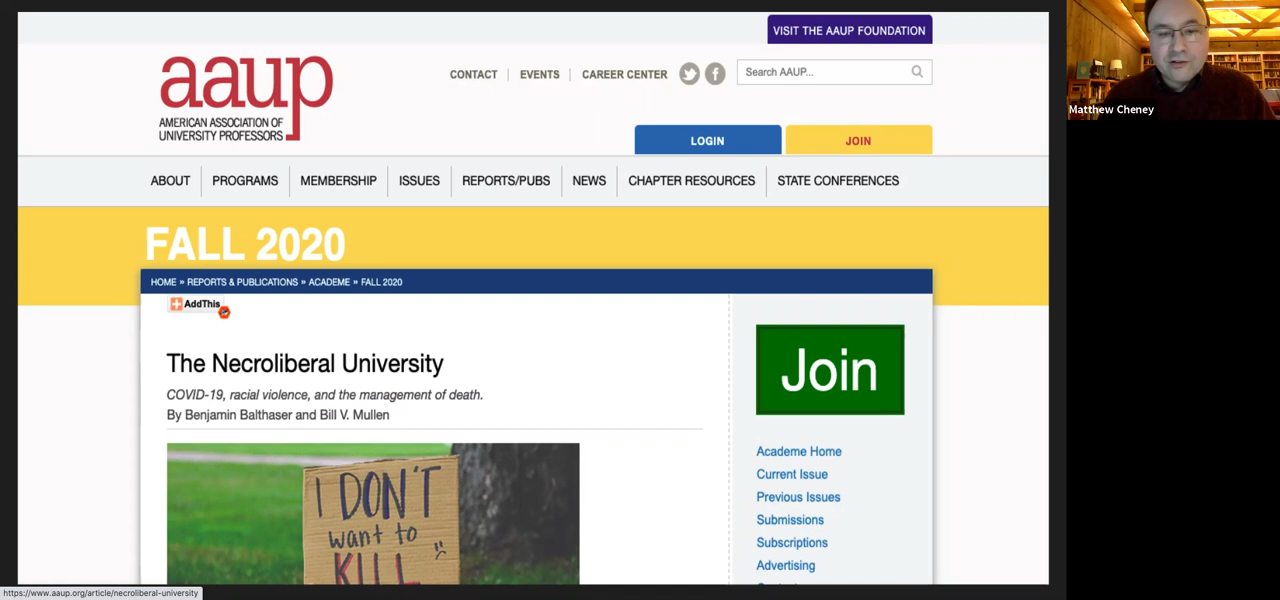 VISIT THE AAUP FOUNDATION
aaup
AMERICAN ASSOCIATION OF
UNIVERSITY PROFESSORS
CONTACT
EVENTS
CAREER CENTER
Search AAUP...
LOGIN
JOIN
ABOUT
PROGRAMS
MEMBERSHIP
ISSUES
REPORTS/PUBS
NEWS
CHAPTER RESOURCES
STATE CONFERENCES
FALL 2020
HOME » REPORTS & PUBLICATIONS » ACADEME » FALL 2020
AddThis
The Necroliberal University
COVID-19, racial violence, and the management of death.
By Benjamin Balthaser and Bill V. Mullen
I DON'T
want to
KILL
Join
Academe Home
Current Issue
Previous Issues
Submissions
Subscriptions
Advertising
https://www.aaup.org/article/necroliberal-university
Matthew Cheney